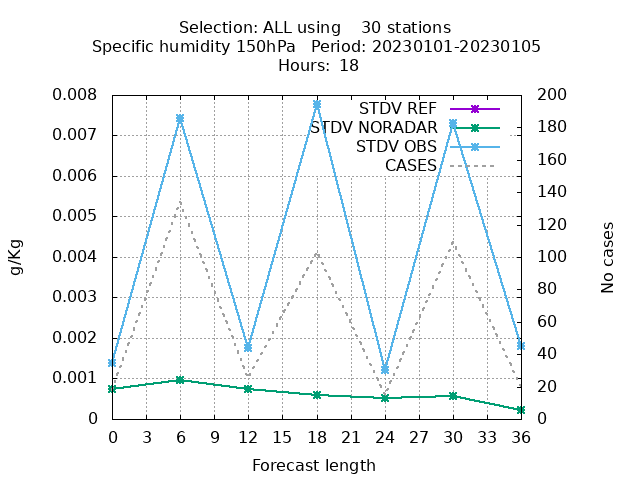 Selection: ALL using    30 stations
Specific humidity 150hPa   Period: 20230101-20230105
Hours:  18
STDV REF
STDV NORADAR
STDV OBS
CASES
0.008
0.007
0.006
0.005
0.004
0.003
0.002
0.001
0
g/Kg
200
180
160
140
120
100
80
60
40
20
0
No cases
0 3 6 9 12 15 18 21 24 27 30 33 36
Forecast length